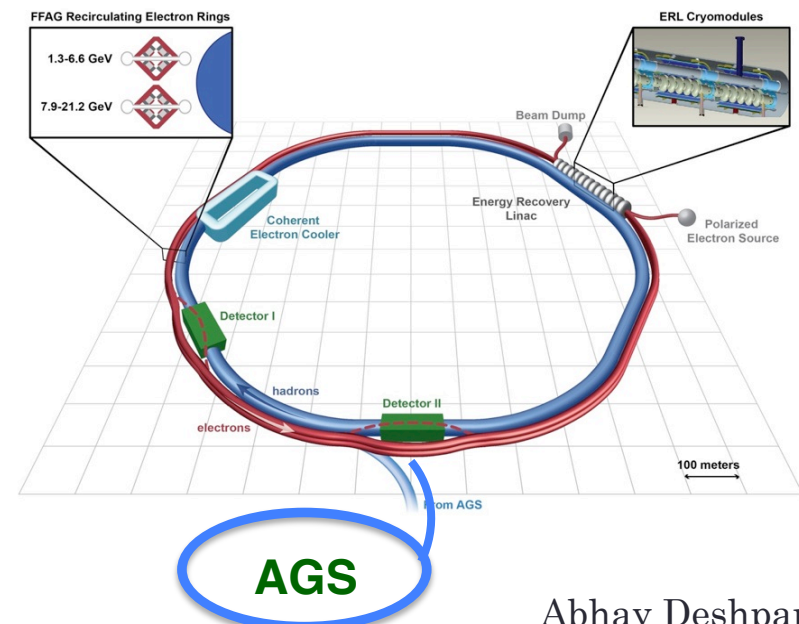 FFAG Recirculating Electron Rings
1.3-6.6 GeV
7.9-21.2 GeV
ERL Cryomodules
Beam Dump
Energy Recovery
Linac
Polarized
Electron Source
Coherent
Electron Cooler
Detector I
hadrons
Detector II
electrons
100 meters
From AGS
AGS
Abhay